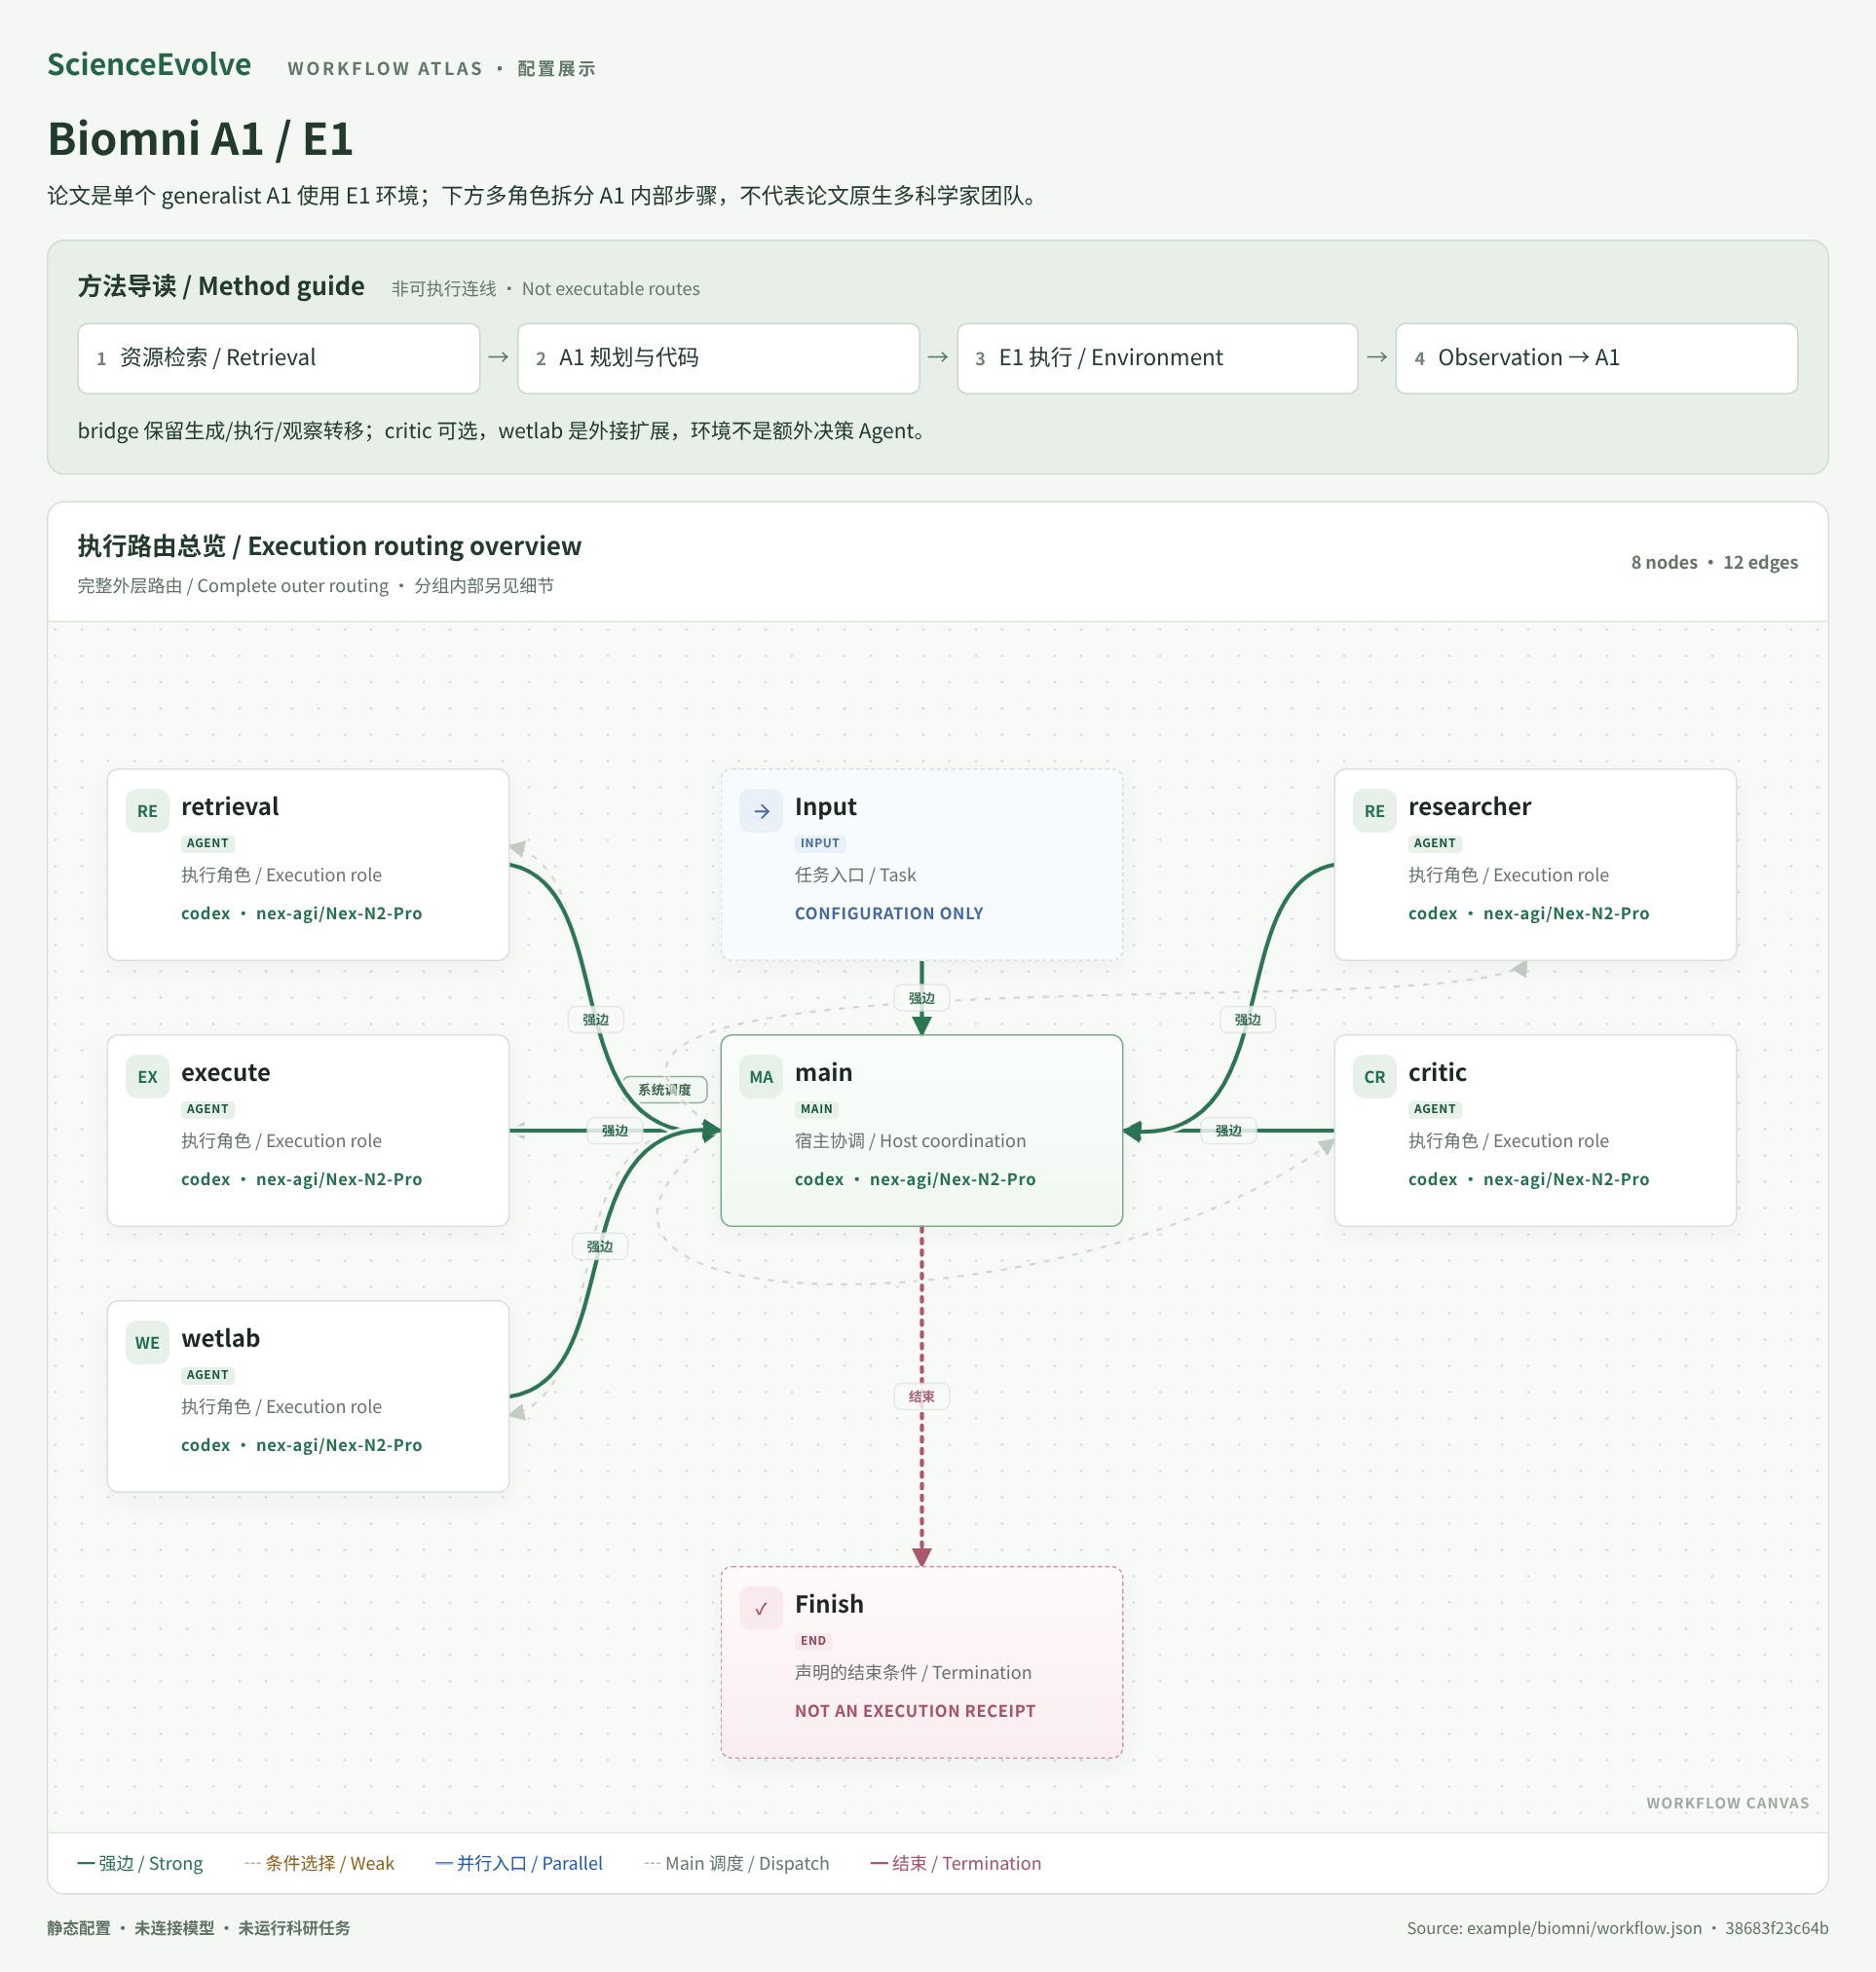 ScienceEvolve WORKFLOW ATLAS • 配置展示
Biomni A1 / E1
论文是单个 generalist A1 使用 E1 环境；下方多角色拆分 A1 内部步骤，不代表论文原生多科学家团队。
方法导读 / Method guide 非可执行连线 • Not executable routes
1 资源检索 / Retrieval → 2 A1 规划与代码 → 3 E1 执行 / Environment → 4 Observation → A1
bridge 保留生成/执行/观察转移；critic 可选，wetlab 是外接扩展，环境不是额外决策 Agent。
执行路由总览 / Execution routing overview
8 nodes • 12 edges
完整外层路由 / Complete outer routing • 分组内部另见细节
RE retrieval
AGENT
执行角色 / Execution role
codex • nex-agi/Nex-N2-Pro
→ Input
INPUT
任务入口 / Task
CONFIGURATION ONLY
RE researcher
AGENT
执行角色 / Execution role
codex • nex-agi/Nex-N2-Pro
强边
强边
强边
EX execute
AGENT
执行角色 / Execution role
codex • nex-agi/Nex-N2-Pro
系统调度
强边
MA main
MAIN
宿主协调 / Host coordination
codex • nex-agi/Nex-N2-Pro
强边
CR critic
AGENT
执行角色 / Execution role
codex • nex-agi/Nex-N2-Pro
强边
WE wetlab
AGENT
执行角色 / Execution role
codex • nex-agi/Nex-N2-Pro
结束
✓ Finish
END
声明的结束条件 / Termination
NOT AN EXECUTION RECEIPT
WORKFLOW CANVAS
强边 / Strong 条件选择 / Weak 并行入口 / Parallel Main 调度 / Dispatch 结束 / Termination
静态配置 • 未连接模型 • 未运行科研任务
Source: example/biomni/workflow.json • 38683f23c64b